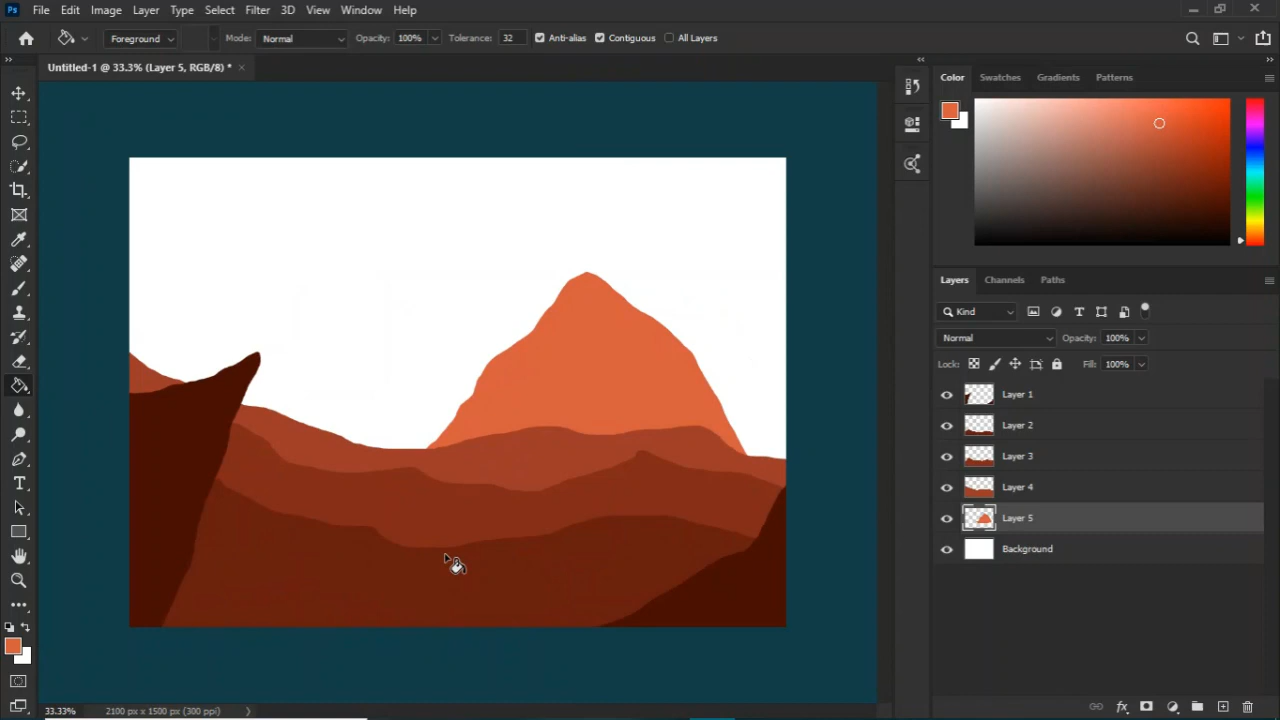 Ps File Edit Image Layer Type Select Filter 3D View Window Help
Foreground Mode: Normal Opacity: 100% Tolerance: 32 Anti-alias Contiguous All Layers
Untitled-1 @ 33.3% (Layer 5, RGB/8) *
Color Swatches Gradients Patterns
Layers Channels Paths
Kind
Normal Opacity: 100%
Lock: Fill: 100%
Layer 1
Layer 2
Layer 3
Layer 4
Layer 5
Background
33.33% 2100 px x 1500 px (300 ppi)